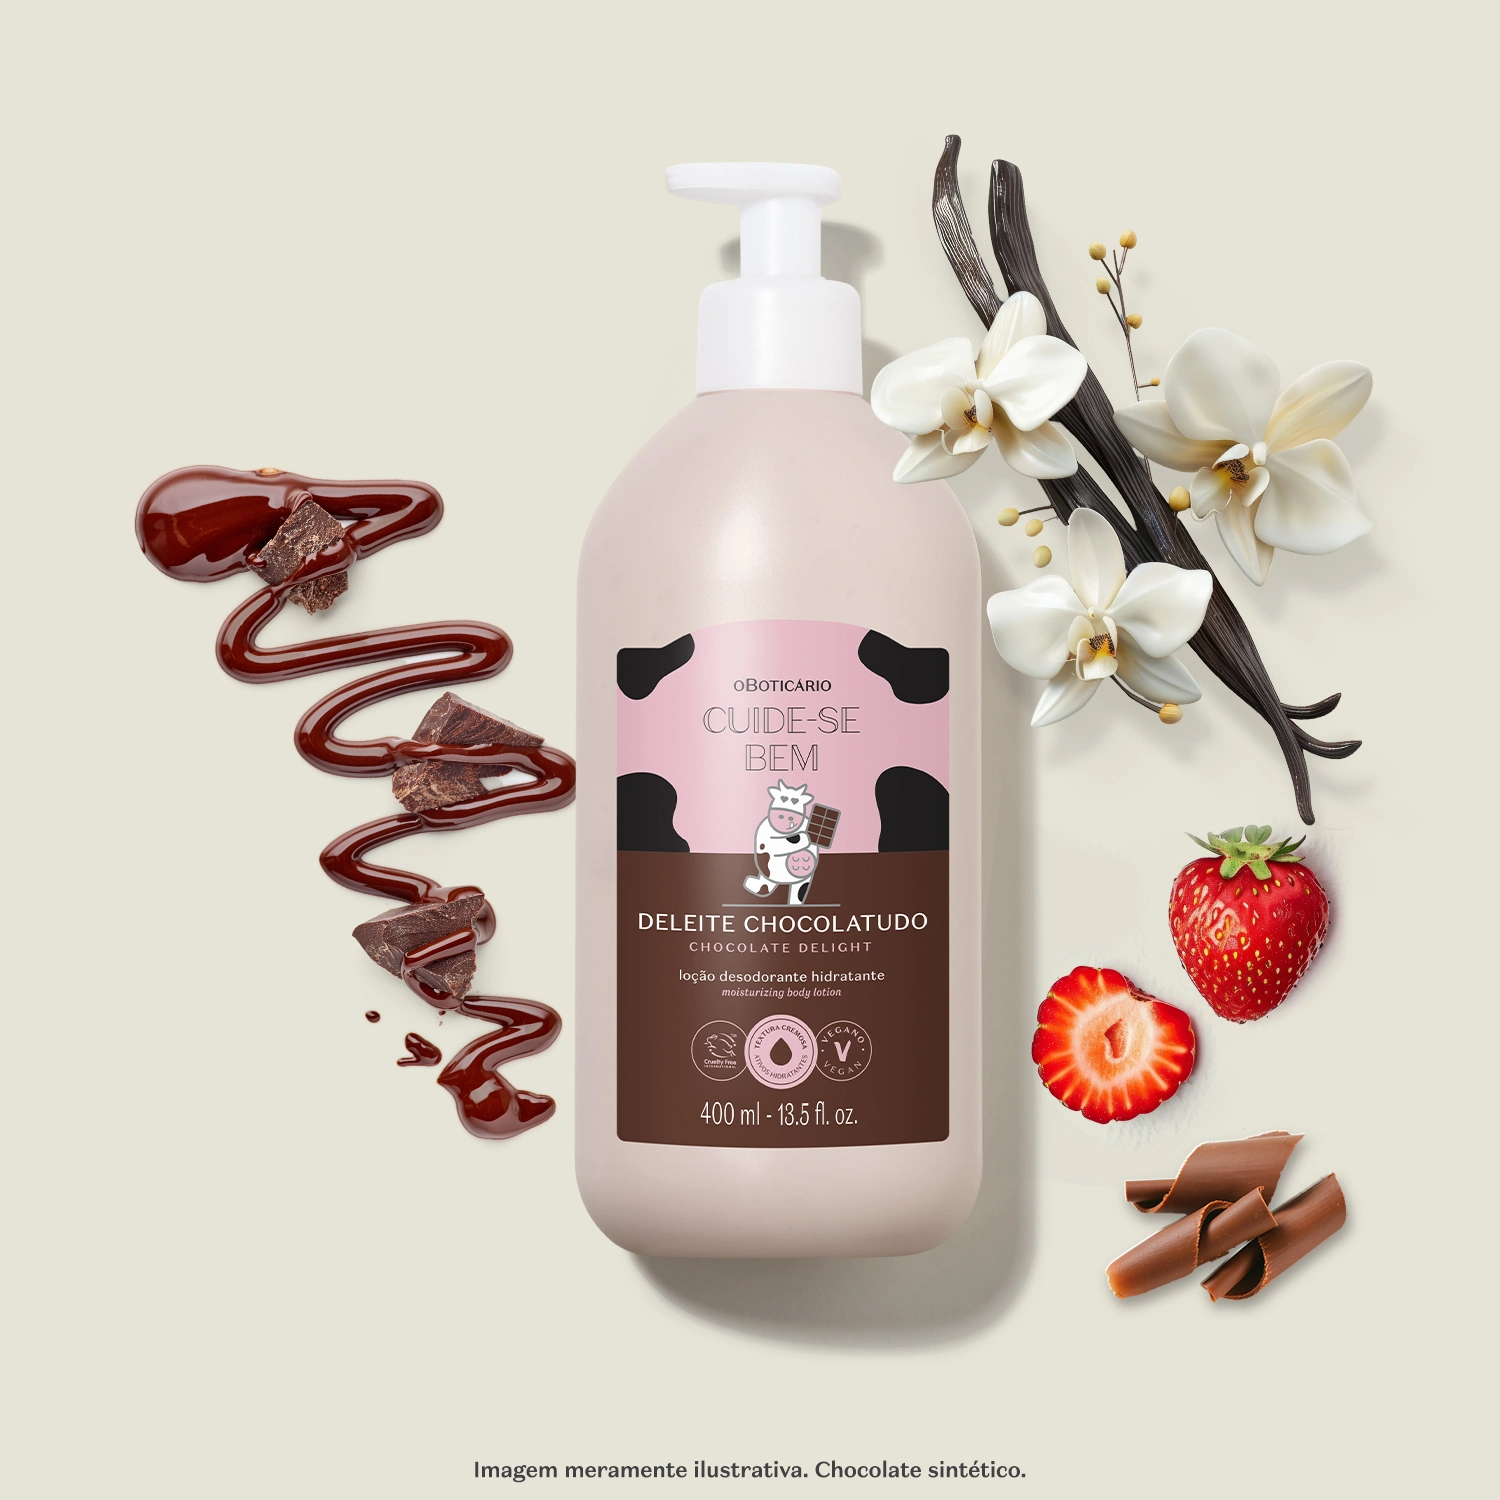 oBOTICÁRIO
CUIDE-SE
BEM
DELEITE CHOCOLATUDO
CHOCOLATE DELIGHT
loção desodorante hidratante
moisturizing body lotion
Cruelty Free
INTERNATIONAL
TEXTURA CREMOSA
ATIVOS HIDRATANTES
VEGANO
V
VEGAN
400 ml - 13.5 fl. oz.
Imagem meramente ilustrativa. Chocolate sintético.